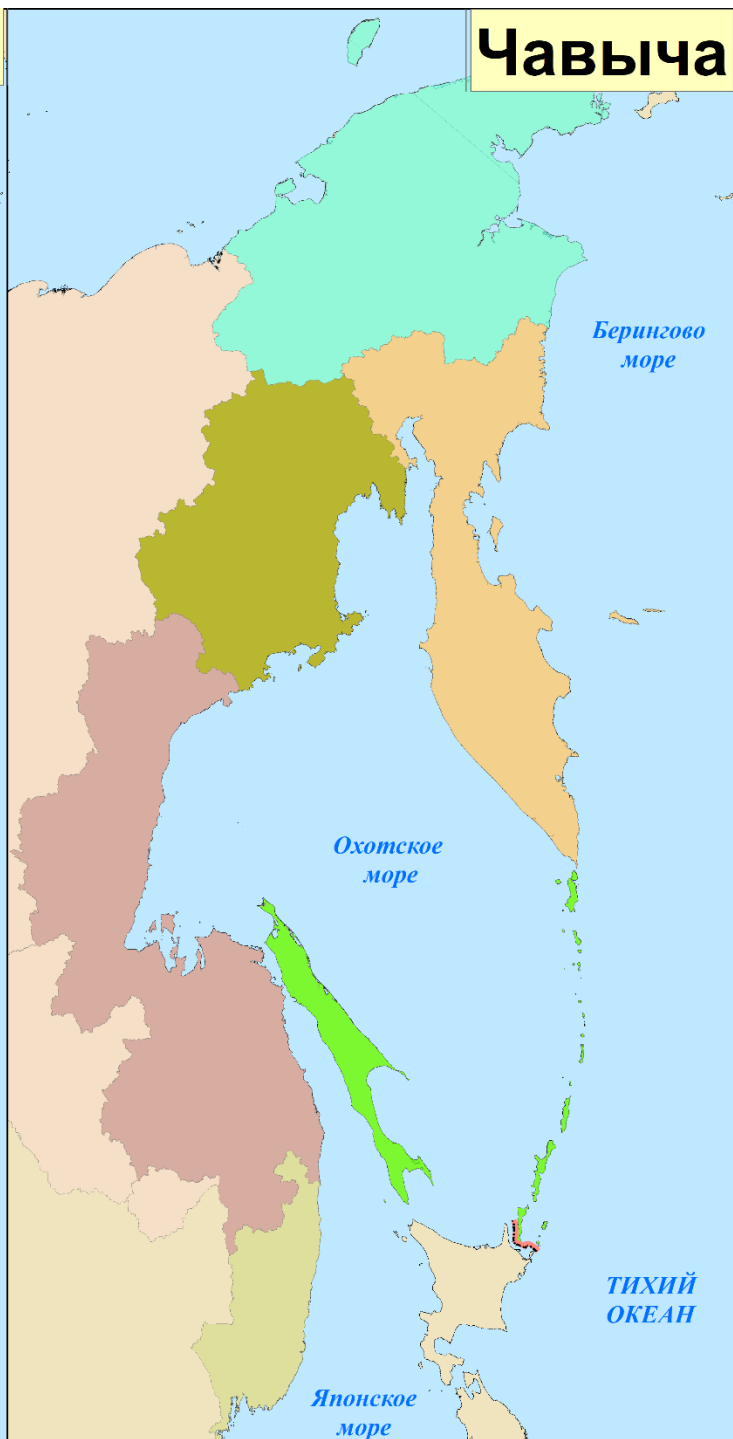 Чавыча
Берингово
море
Охотское
море
ТИХИЙ
ОКЕАН
Японское
море